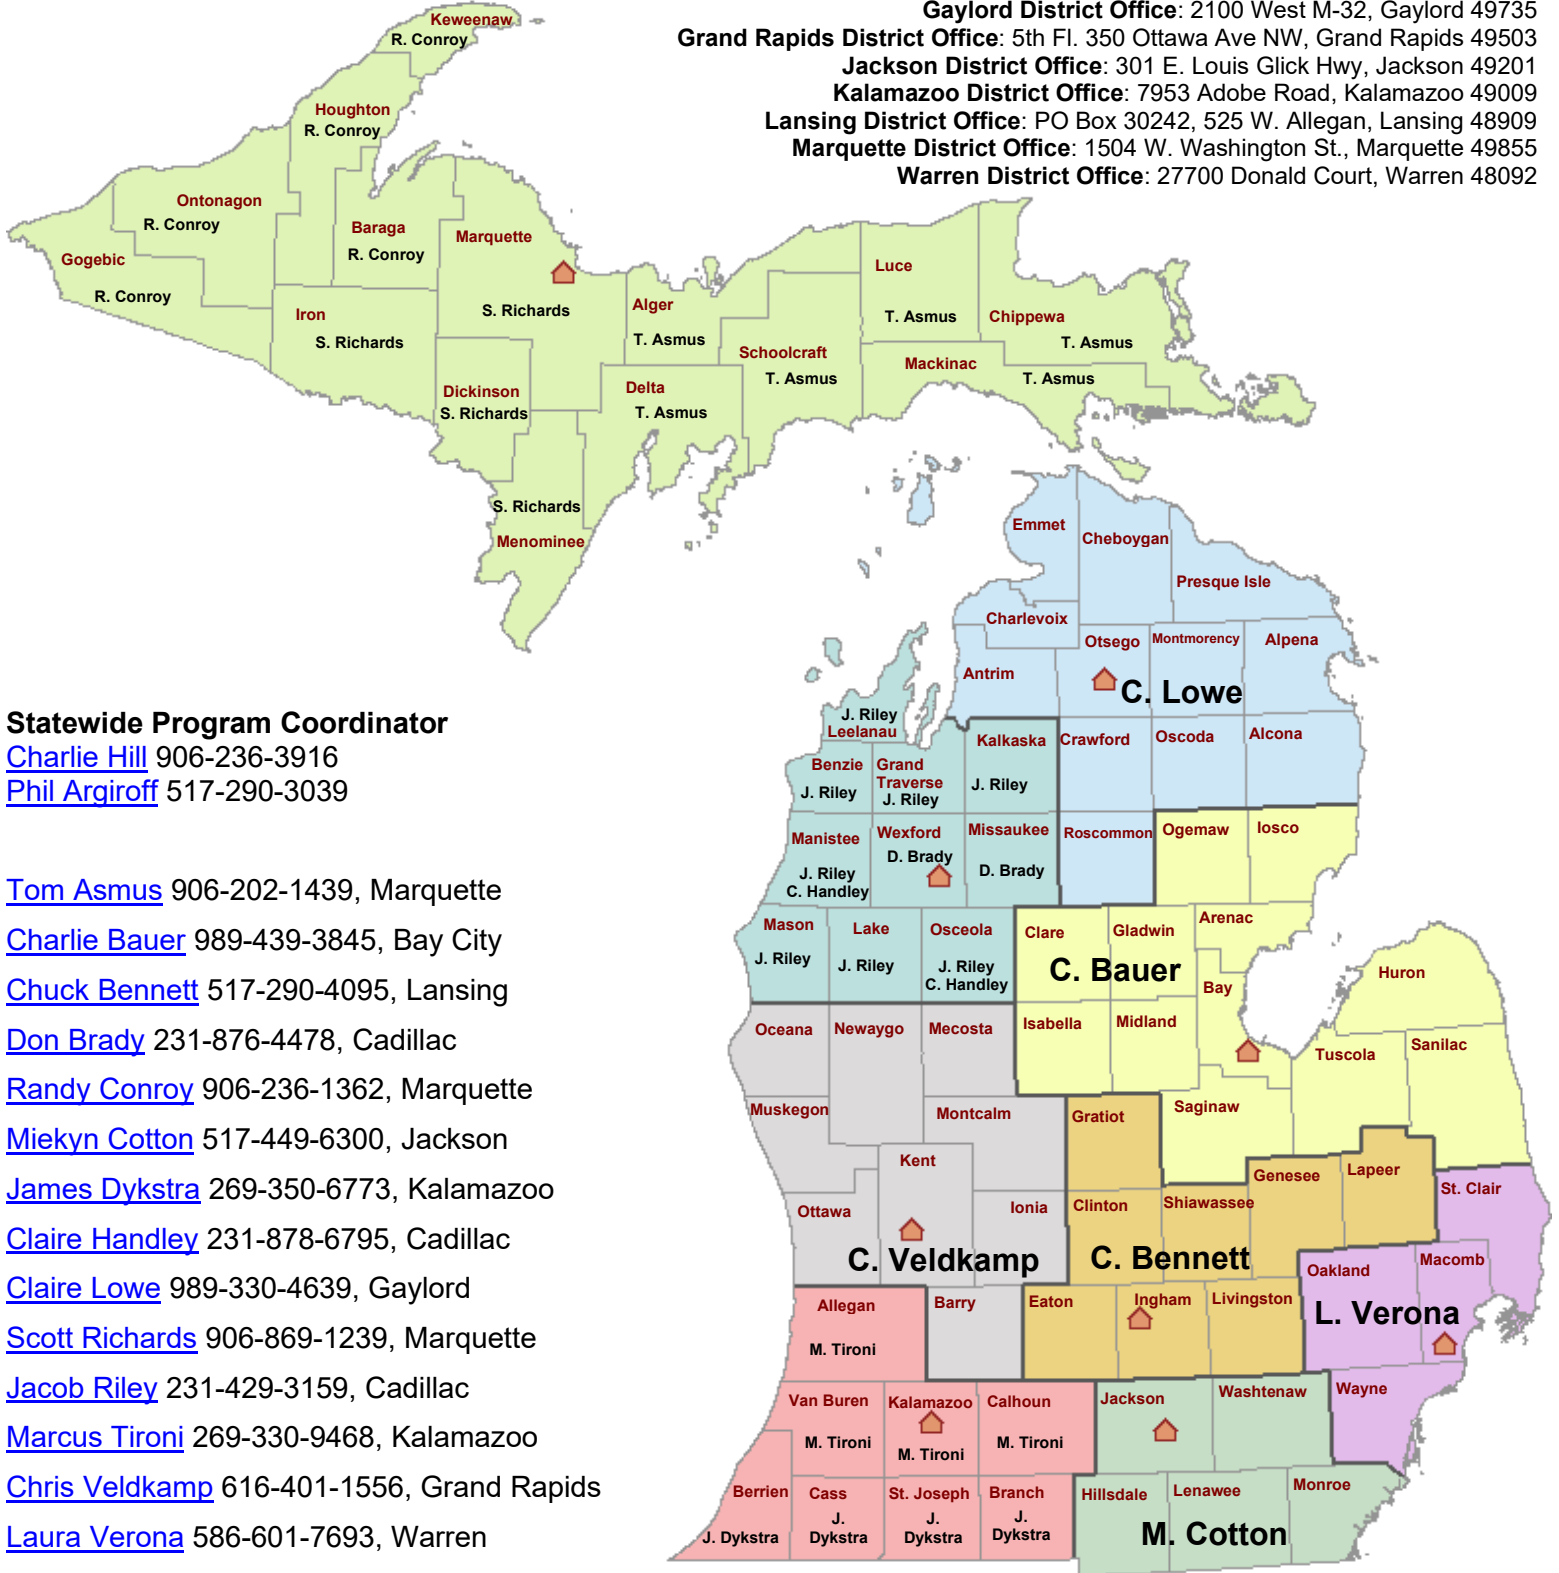 Gaylord District Office: 2100 West M-32, Gaylord 49735
Grand Rapids District Office: 5th Fl. 350 Ottawa Ave NW, Grand Rapids 49503
Jackson District Office: 301 E. Louis Glick Hwy, Jackson 49201
Kalamazoo District Office: 7953 Adobe Road, Kalamazoo 49009
Lansing District Office: PO Box 30242, 525 W. Allegan, Lansing 48909
Marquette District Office: 1504 W. Washington St., Marquette 49855
Warren District Office: 27700 Donald Court, Warren 48092
Keweenaw
R. Conroy
Houghton
R. Conroy
Ontonagon
R. Conroy
Baraga
R. Conroy
Gogebic
R. Conroy
Marquette
S. Richards
Iron
S. Richards
Dickinson
S. Richards
S. Richards
Menominee
Alger
T. Asmus
Delta
T. Asmus
Schoolcraft
T. Asmus
Luce
T. Asmus
Chippewa
T. Asmus
Mackinac
T. Asmus
Emmet
Cheboygan
Presque Isle
Charlevoix
Otsego
Montmorency
Alpena
Antrim
C. Lowe
Crawford
Oscoda
Alcona
Roscommon
J. Riley
Leelanau
Kalkaska
J. Riley
Benzie
J. Riley
Grand
Traverse
J. Riley
Manistee
J. Riley
C. Handley
Wexford
D. Brady
Missaukee
D. Brady
Mason
J. Riley
Lake
J. Riley
Osceola
J. Riley
C. Handley
Ogemaw
Iosco
Clare
Gladwin
Arenac
C. Bauer
Bay
Isabella
Midland
Huron
Tuscola
Sanilac
Saginaw
Oceana
Newaygo
Mecosta
Muskegon
Montcalm
Kent
Ottawa
Ionia
C. Veldkamp
Barry
Gratiot
Clinton
Shiawassee
Genesee
Lapeer
C. Bennett
Eaton
Ingham
Livingston
St. Clair
Macomb
Oakland
L. Verona
Wayne
Allegan
M. Tironi
Van Buren
M. Tironi
Kalamazoo
M. Tironi
Calhoun
M. Tironi
Berrien
J. Dykstra
Cass
J.
Dykstra
St. Joseph
J.
Dykstra
Branch
J.
Dykstra
Jackson
Washtenaw
Hillsdale
Lenawee
Monroe
M. Cotton
Statewide Program Coordinator
Charlie Hill 906-236-3916
Phil Argiroff 517-290-3039
Tom Asmus 906-202-1439, Marquette
Charlie Bauer 989-439-3845, Bay City
Chuck Bennett 517-290-4095, Lansing
Don Brady 231-876-4478, Cadillac
Randy Conroy 906-236-1362, Marquette
Miekyn Cotton 517-449-6300, Jackson
James Dykstra 269-350-6773, Kalamazoo
Claire Handley 231-878-6795, Cadillac
Claire Lowe 989-330-4639, Gaylord
Scott Richards 906-869-1239, Marquette
Jacob Riley 231-429-3159, Cadillac
Marcus Tironi 269-330-9468, Kalamazoo
Chris Veldkamp 616-401-1556, Grand Rapids
Laura Verona 586-601-7693, Warren